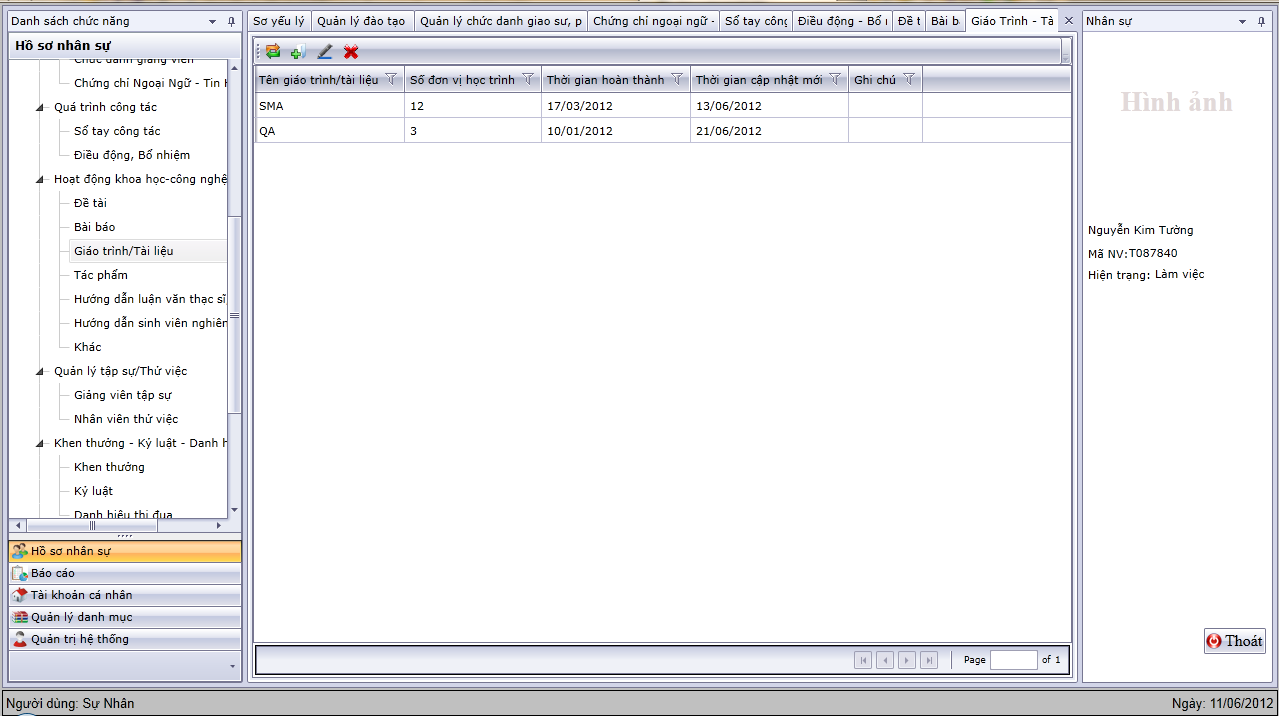 Danh sách chức năng
Hồ sơ nhân sự
Chức danh giảng viên
Chứng chỉ Ngoại Ngữ - Tin H
Quá trình công tác
Sổ tay công tác
Điều động, Bổ nhiệm
Hoạt động khoa học-công nghệ
Đề tài
Bài báo
Giáo trình/Tài liệu
Tác phẩm
Hướng dẫn luận văn thạc sĩ,
Hướng dẫn sinh viên nghiên
Khác
Quản lý tập sự/Thử việc
Giảng viên tập sự
Nhân viên thử việc
Khen thưởng - Kỷ luật - Danh h
Khen thưởng
Kỷ luật
Danh hiệu thi đua
Hồ sơ nhân sự
Báo cáo
Tài khoản cá nhân
Quản lý danh mục
Quản trị hệ thống
Sơ yếu lý Quản lý đào tạo Quản lý chức danh giao sư, p Chứng chỉ ngoại ngữ - Sổ tay công Điều động - Bổ Đề t Bài b Giáo Trình - Tà
Tên giáo trình/tài liệu Số đơn vị học trình Thời gian hoàn thành Thời gian cập nhật mới Ghi chú
SMA 12 17/03/2012 13/06/2012
QA 3 10/01/2012 21/06/2012
Page of 1
Nhân sự
Hình ảnh
Nguyễn Kim Tường
Mã NV:T087840
Hiện trạng: Làm việc
Thoát
Người dùng: Sự Nhân
Ngày: 11/06/2012